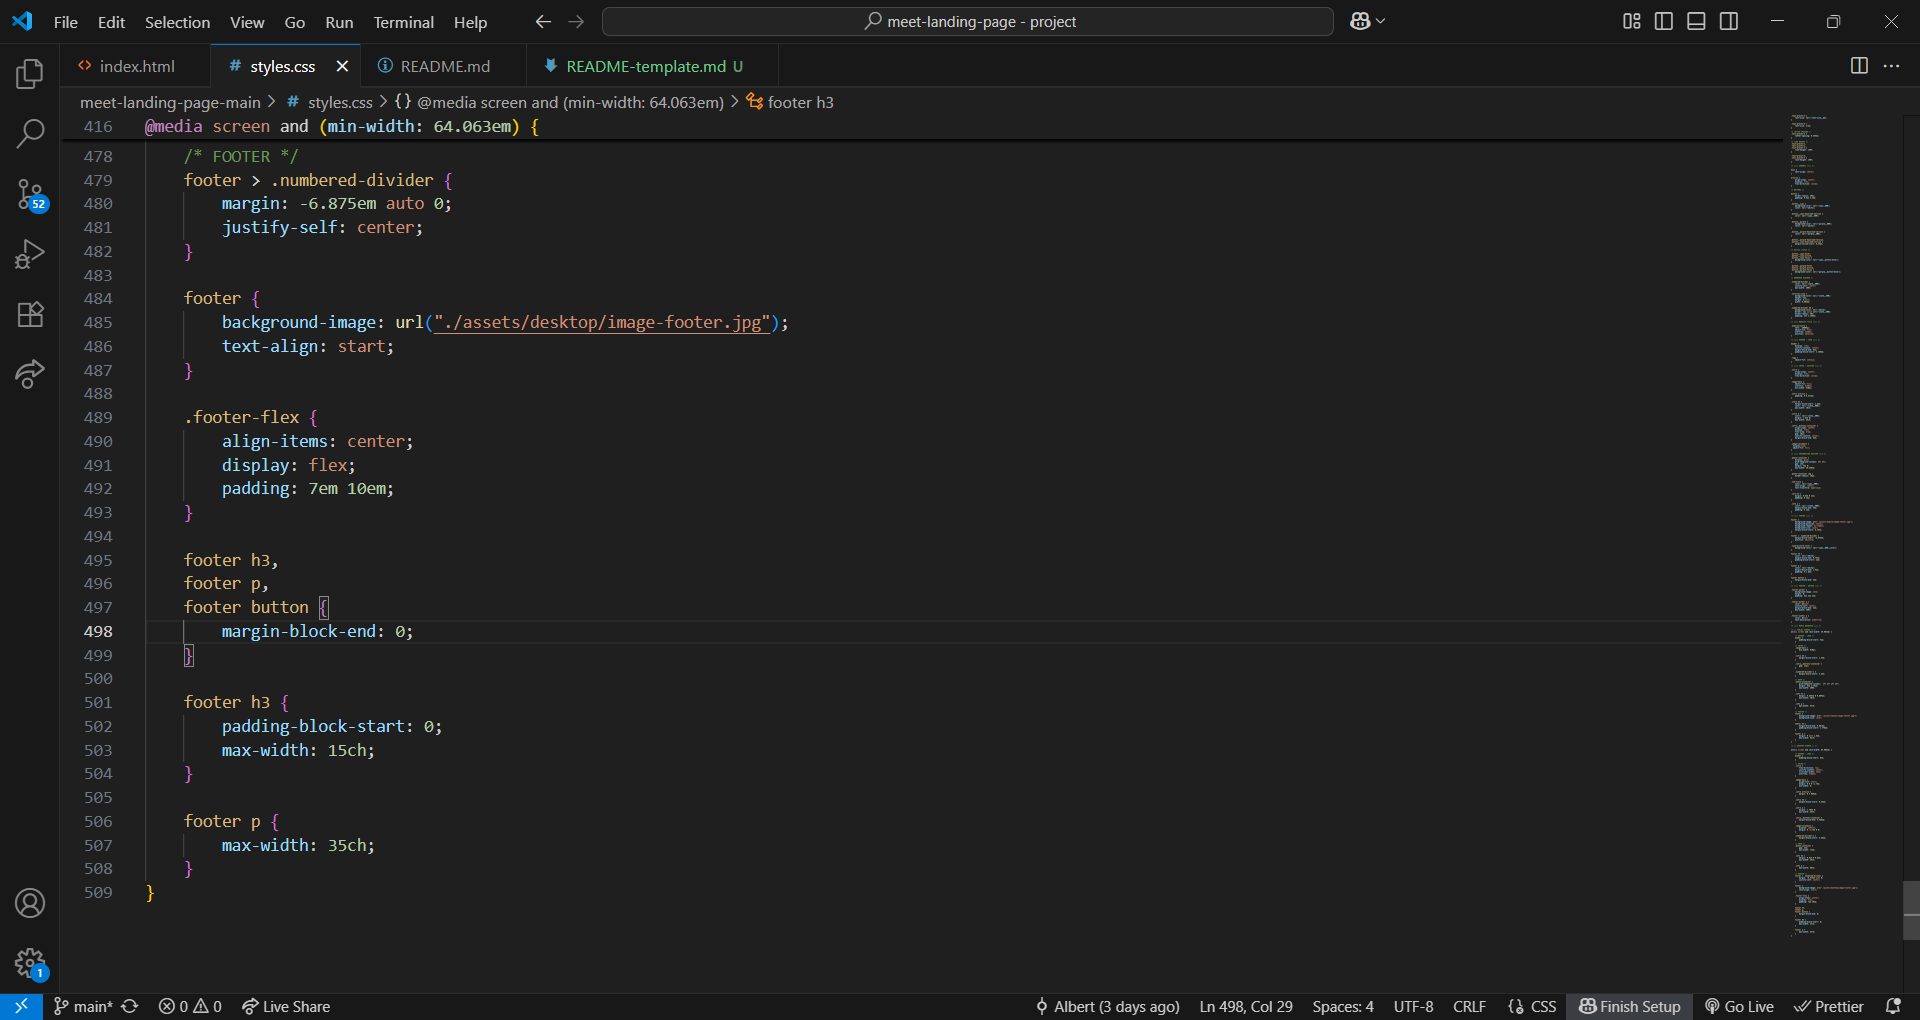 File Edit Selection View Go Run Terminal Help meet-landing-page - project
index.html # styles.css README.md README-template.md U
meet-landing-page-main > # styles.css > {} @media screen and (min-width: 64.063em) > footer h3
416 @media screen and (min-width: 64.063em) {
478 /* FOOTER */
479 footer > .numbered-divider {
480 margin: -6.875em auto 0;
481 justify-self: center;
482 }
483
484 footer {
485 background-image: url("./assets/desktop/image-footer.jpg");
486 text-align: start;
487 }
488
489 .footer-flex {
490 align-items: center;
491 display: flex;
492 padding: 7em 10em;
493 }
494
495 footer h3,
496 footer p,
497 footer button {
498 margin-block-end: 0;
499 }
500
501 footer h3 {
502 padding-block-start: 0;
503 max-width: 15ch;
504 }
505
506 footer p {
507 max-width: 35ch;
508 }
509 }
52
1
main* 0 0 Live Share Albert (3 days ago) Ln 498, Col 29 Spaces: 4 UTF-8 CRLF {} CSS Finish Setup Go Live Prettier